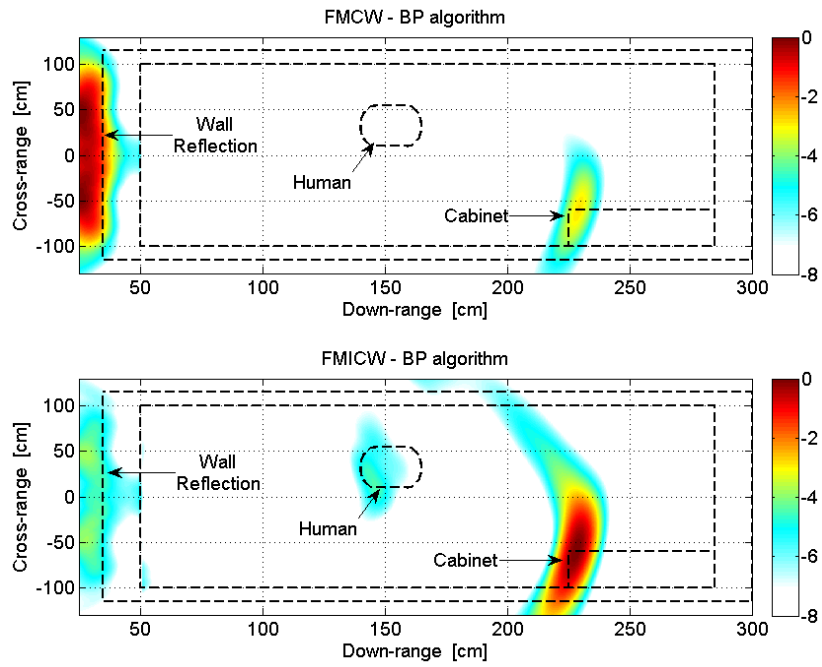 FMCW - BP algorithm
100
50
0
-50
-100
Cross-range [cm]
Wall
Reflection
Human
Cabinet
50
100
150
200
250
300
Down-range [cm]
0
-2
-4
-6
-8
FMICW - BP algorithm
100
50
0
-50
-100
Cross-range [cm]
Wall
Reflection
Human
Cabinet
50
100
150
200
250
300
Down-range [cm]
0
-2
-4
-6
-8